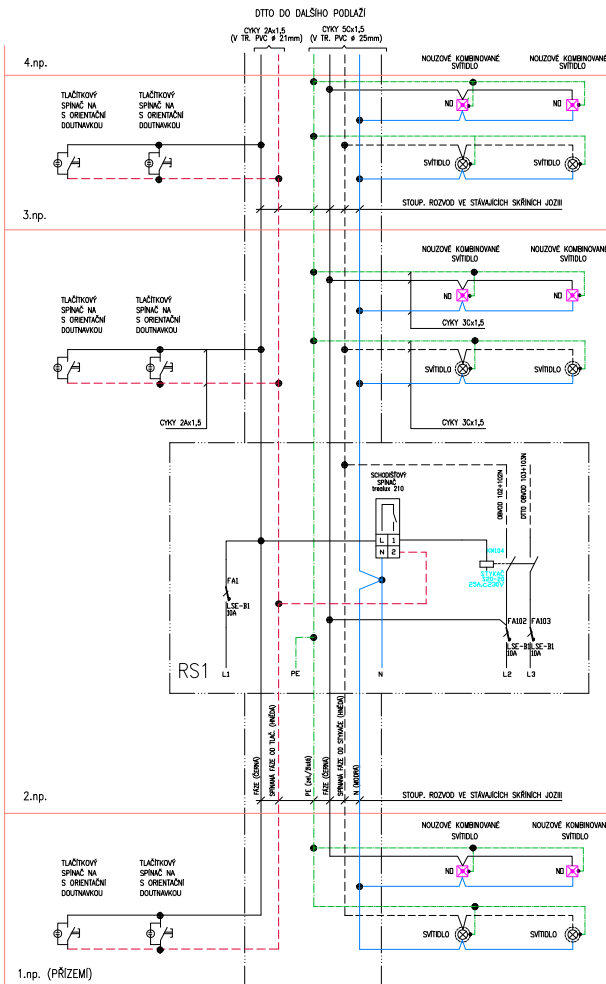 DTTO DO DALŠÍHO PODLAŽÍ
CYKY 2Ax1,5
(V TR. PVC ø 21mm)
CYKY 5Cx1,5
(V TR. PVC ø 25mm)
4.np.
NOUZOVÉ KOMBINOVANÉ
SVÍTIDLO
NOUZOVÉ KOMBINOVANÉ
SVÍTIDLO
TLAČÍTKOVÝ
SPÍNAČ NA
S ORIENTAČNÍ
DOUTNAVKOU
TLAČÍTKOVÝ
SPÍNAČ NA
S ORIENTAČNÍ
DOUTNAVKOU
NO
NO
SVÍTIDLO
SVÍTIDLO
STOUP. ROZVOD VE STÁVAJÍCÍCH SKŘÍNÍCH JOZIII
3.np.
NOUZOVÉ KOMBINOVANÉ
SVÍTIDLO
NOUZOVÉ KOMBINOVANÉ
SVÍTIDLO
TLAČÍTKOVÝ
SPÍNAČ NA
S ORIENTAČNÍ
DOUTNAVKOU
TLAČÍTKOVÝ
SPÍNAČ NA
S ORIENTAČNÍ
DOUTNAVKOU
NO
NO
CYKY 3Cx1,5
SVÍTIDLO
SVÍTIDLO
CYKY 2Ax1,5
CYKY 3Cx1,5
SCHODIŠŤOVÝ
SPÍNAČ
trealux 210
OBVOD 102+102N
DTTO OBVOD 103+103N
L 1
N 2
KM104
STYKAČ
25A,C,230V
FA1
LSE-B1
10A
FA102
LSE-B1
10A
FA103
LSE-B1
10A
RS1
L1
PE
N
L2
L3
FÁZE (ČERNÁ)
SPÍNANÁ FÁZE OD TLAČ. (HNĚDÁ)
PE (zel./žlutá)
FÁZE (ČERNÁ)
SPÍNANÁ FÁZE OD STYKAČE (HNĚDÁ)
N (MODRÁ)
2.np.
STOUP. ROZVOD VE STÁVAJÍCÍCH SKŘÍNÍCH JOZIII
NOUZOVÉ KOMBINOVANÉ
SVÍTIDLO
NOUZOVÉ KOMBINOVANÉ
SVÍTIDLO
TLAČÍTKOVÝ
SPÍNAČ NA
S ORIENTAČNÍ
DOUTNAVKOU
TLAČÍTKOVÝ
SPÍNAČ NA
S ORIENTAČNÍ
DOUTNAVKOU
NO
NO
SVÍTIDLO
SVÍTIDLO
1.np. (PŘÍZEMÍ)